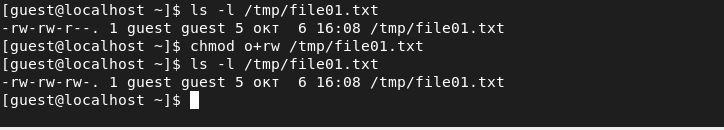 [guest@localhost ~]$ ls -l /tmp/file01.txt
-rw-rw-r--. 1 guest guest 5 окт  6 16:08 /tmp/file01.txt
[guest@localhost ~]$ chmod o+rw /tmp/file01.txt
[guest@localhost ~]$ ls -l /tmp/file01.txt
-rw-rw-rw-. 1 guest guest 5 окт  6 16:08 /tmp/file01.txt
[guest@localhost ~]$